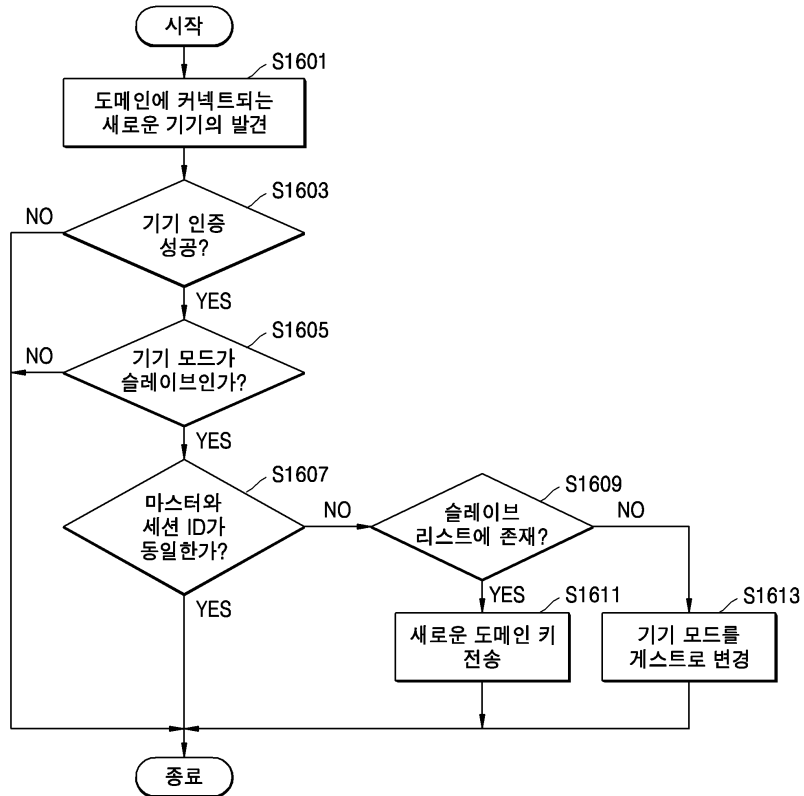 시작
S1601
도메인에 커넥트되는
새로운 기기의 발견
S1603
NO
기기 인증
성공?
YES
S1605
NO
기기 모드가
슬레이브인가?
YES
S1607
마스터와
세션 ID가
동일한가?
NO
S1609
슬레이브
리스트에 존재?
NO
YES
YES
S1611
새로운 도메인 키
전송
S1613
기기 모드를
게스트로 변경
종료